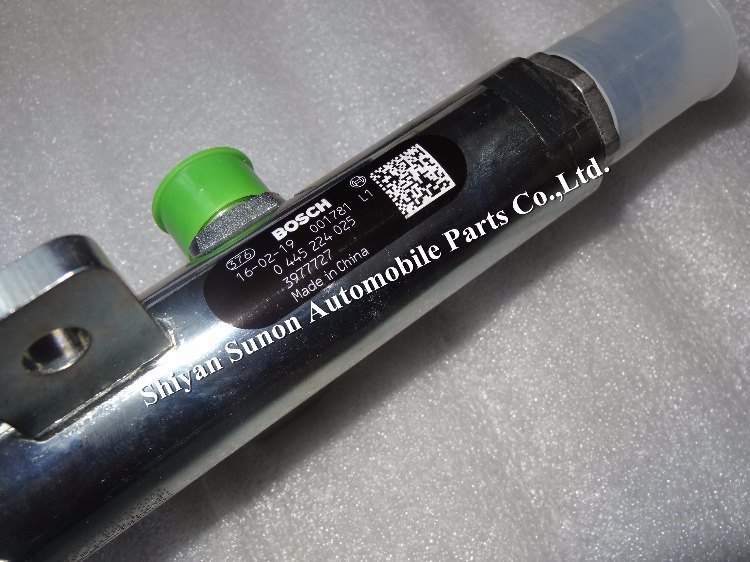 BOSCH
376
16-02-19 001781 L1
0 445 224 025
3977727
Made in China
Shiyan Sunon Automobile Parts Co.,Ltd.